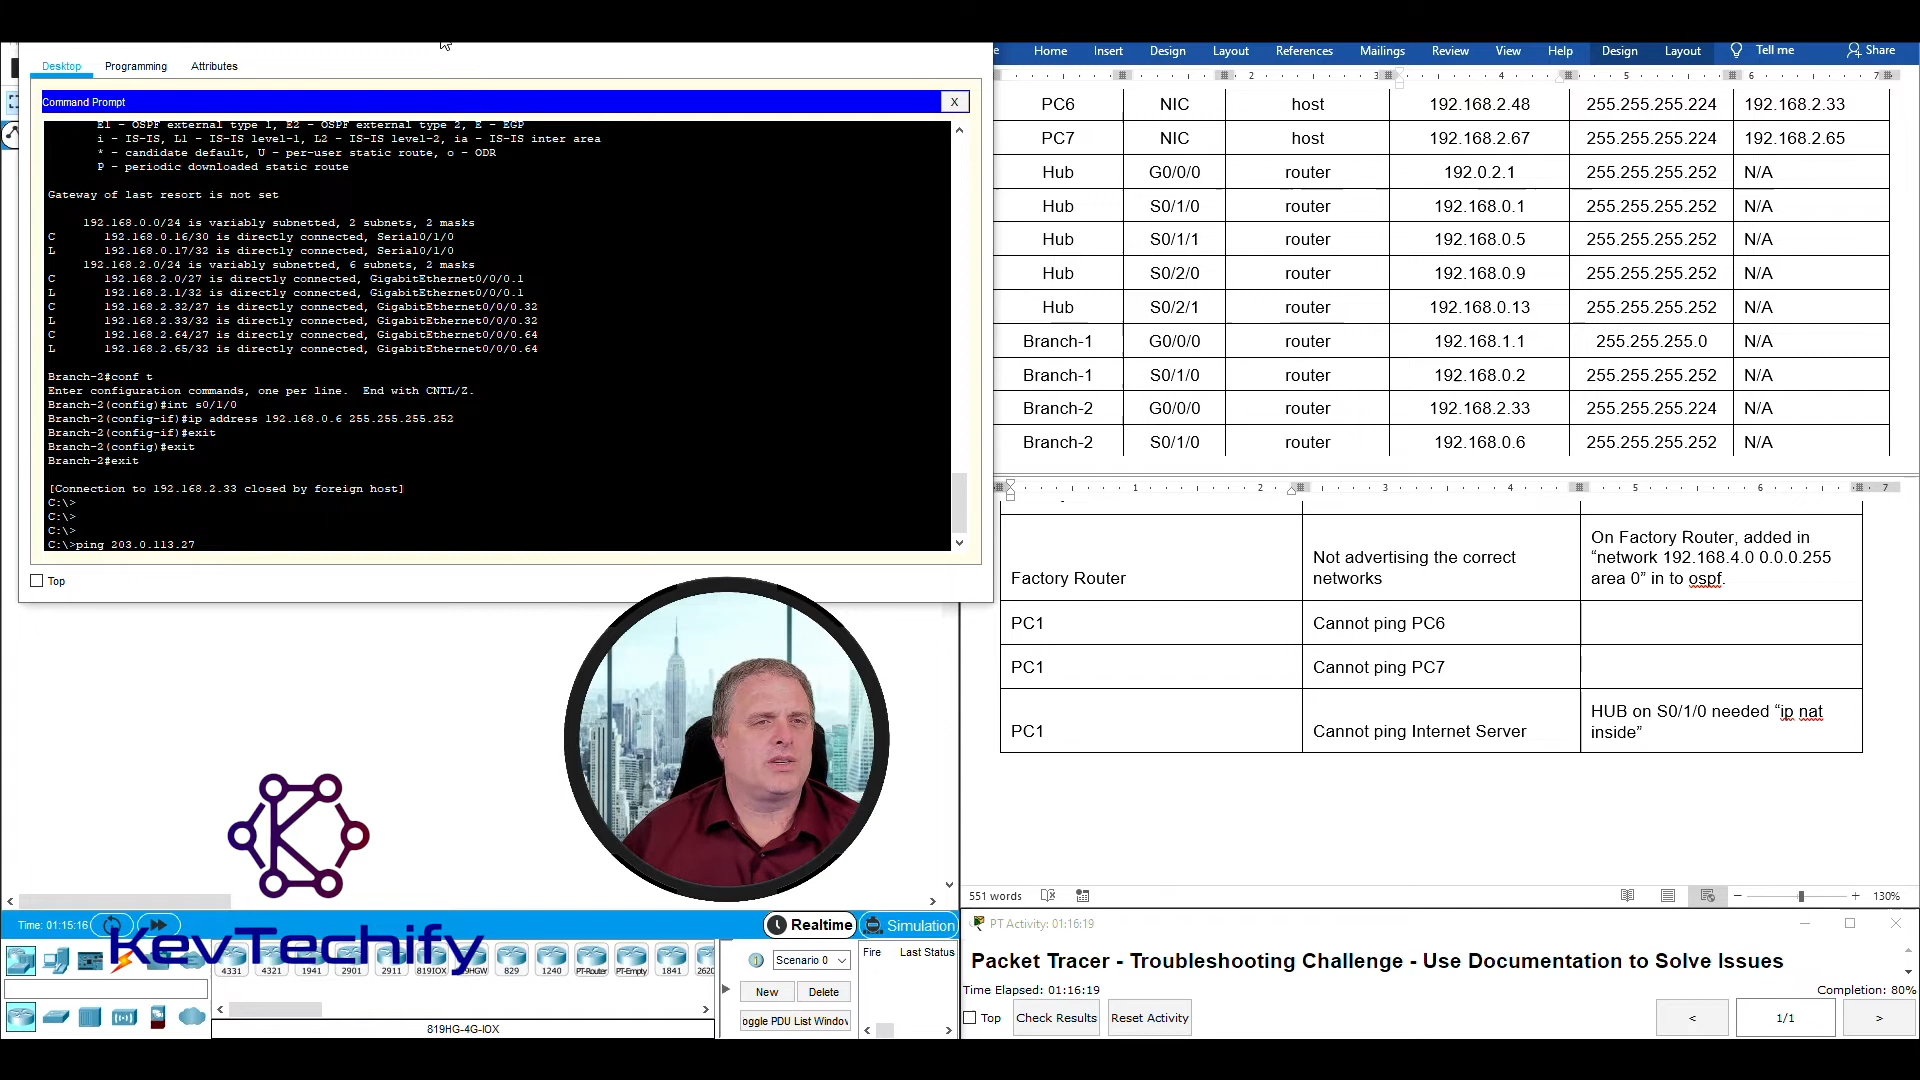 Desktop Programming Attributes
Command Prompt X
E1 - OSPF external type 1, E2 - OSPF external type 2, E - EGP
i - IS-IS, L1 - IS-IS level-1, L2 - IS-IS level-2, ia - IS-IS inter area
* - candidate default, U - per-user static route, o - ODR
P - periodic downloaded static route
Gateway of last resort is not set
192.168.0.0/24 is variably subnetted, 2 subnets, 2 masks
C 192.168.0.16/30 is directly connected, Serial0/1/0
L 192.168.0.17/32 is directly connected, Serial0/1/0
192.168.2.0/24 is variably subnetted, 6 subnets, 2 masks
C 192.168.2.0/27 is directly connected, GigabitEthernet0/0/0.1
L 192.168.2.1/32 is directly connected, GigabitEthernet0/0/0.1
C 192.168.2.32/27 is directly connected, GigabitEthernet0/0/0.32
L 192.168.2.33/32 is directly connected, GigabitEthernet0/0/0.32
C 192.168.2.64/27 is directly connected, GigabitEthernet0/0/0.64
L 192.168.2.65/32 is directly connected, GigabitEthernet0/0/0.64
Branch-2#conf t
Enter configuration commands, one per line. End with CNTL/Z.
Branch-2(config)#int s0/1/0
Branch-2(config-if)#ip address 192.168.0.6 255.255.255.252
Branch-2(config-if)#exit
Branch-2(config)#exit
Branch-2#exit
[Connection to 192.168.2.33 closed by foreign host]
C:\>
C:\>
C:\>
C:\>ping 203.0.113.27
Top
Home Insert Design Layout References Mailings Review View Help Design Layout Tell me Share
2 3 4 5 6 7
PC6 NIC host 192.168.2.48 255.255.255.224 192.168.2.33
PC7 NIC host 192.168.2.67 255.255.255.224 192.168.2.65
Hub G0/0/0 router 192.0.2.1 255.255.255.252 N/A
Hub S0/1/0 router 192.168.0.1 255.255.255.252 N/A
Hub S0/1/1 router 192.168.0.5 255.255.255.252 N/A
Hub S0/2/0 router 192.168.0.9 255.255.255.252 N/A
Hub S0/2/1 router 192.168.0.13 255.255.255.252 N/A
Branch-1 G0/0/0 router 192.168.1.1 255.255.255.0 N/A
Branch-1 S0/1/0 router 192.168.0.2 255.255.255.252 N/A
Branch-2 G0/0/0 router 192.168.2.33 255.255.255.224 N/A
Branch-2 S0/1/0 router 192.168.0.6 255.255.255.252 N/A
1 2 3 4 5 6 7
Factory Router
Not advertising the correct
networks
On Factory Router, added in
“network 192.168.4.0 0.0.0.255
area 0” in to ospf.
PC1 Cannot ping PC6
PC1 Cannot ping PC7
PC1 Cannot ping Internet Server
HUB on S0/1/0 needed “ip nat
inside”
551 words 130%
Time: 01:15:16 Realtime Simulation
KevTechify
4331 4321 1941 2901 2911 819IOX 829 1240 PT-Router PT-Empty 1841 2620
819HG-4G-IOX
Scenario 0
New Delete
Fire Last Status
PT Activity: 01:16:19
Packet Tracer - Troubleshooting Challenge - Use Documentation to Solve Issues
Time Elapsed: 01:16:19 Completion: 80%
Top Check Results Reset Activity < 1/1 >